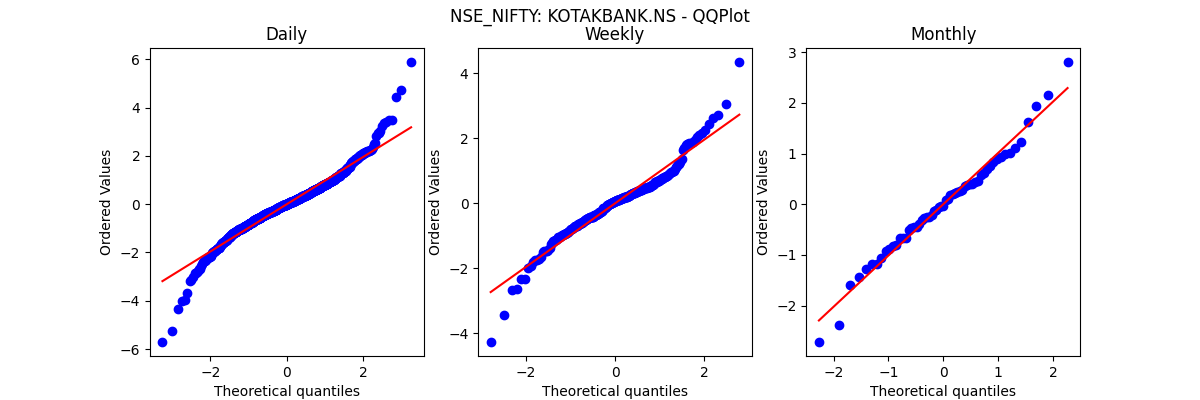 NSE_NIFTY: KOTAKBANK.NS - QQPlot
Daily
Weekly
Monthly
Ordered Values
6
4
2
0
−2
−4
−6
−2
0
2
Theoretical quantiles
Ordered Values
4
2
0
−2
−4
−2
0
2
Theoretical quantiles
Ordered Values
3
2
1
0
−1
−2
−2
−1
0
1
2
Theoretical quantiles